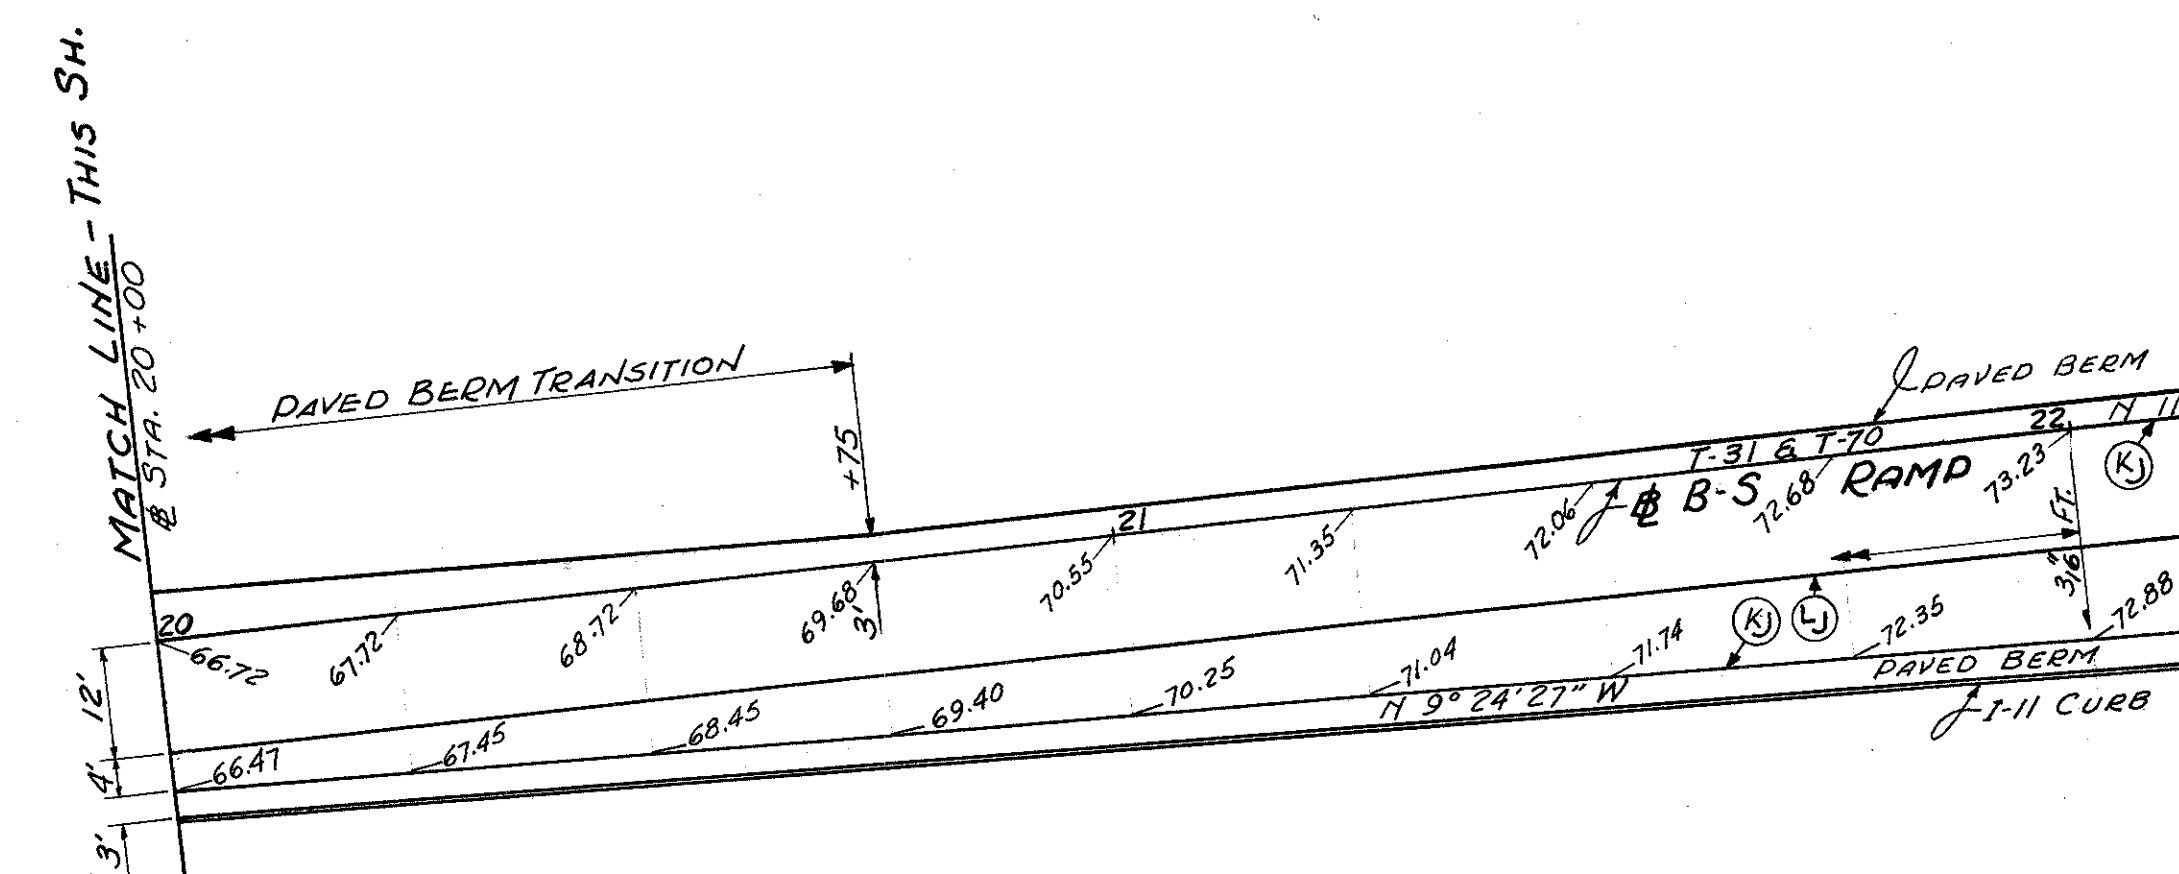 MATCH LINE - THIS SH.
℄ STA. 20+00
PAVED BERM TRANSITION
+75
PAVED BERM
T-31 & T-70
22
N 11
KJ
B-S RAMP
20
21
66.72
67.72
68.72
69.68
3'
70.55
71.35
72.06
72.68
73.23
3/16" FT.
12'
4'
3'
66.47
67.45
68.45
69.40
70.25
71.04
71.74
KJ
LJ
72.35
72.88
N 9° 24' 27" W
PAVED BERM
I-11 CURB